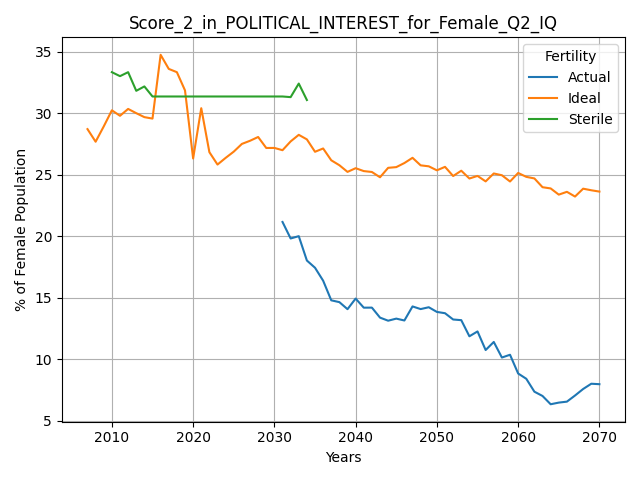 Score_2_in_POLITICAL_INTEREST_for_Female_Q2_IQ
% of Female Population
35
30
25
20
15
10
5
Fertility
Actual
Ideal
Sterile
2010 2020 2030 2040 2050 2060 2070
Years